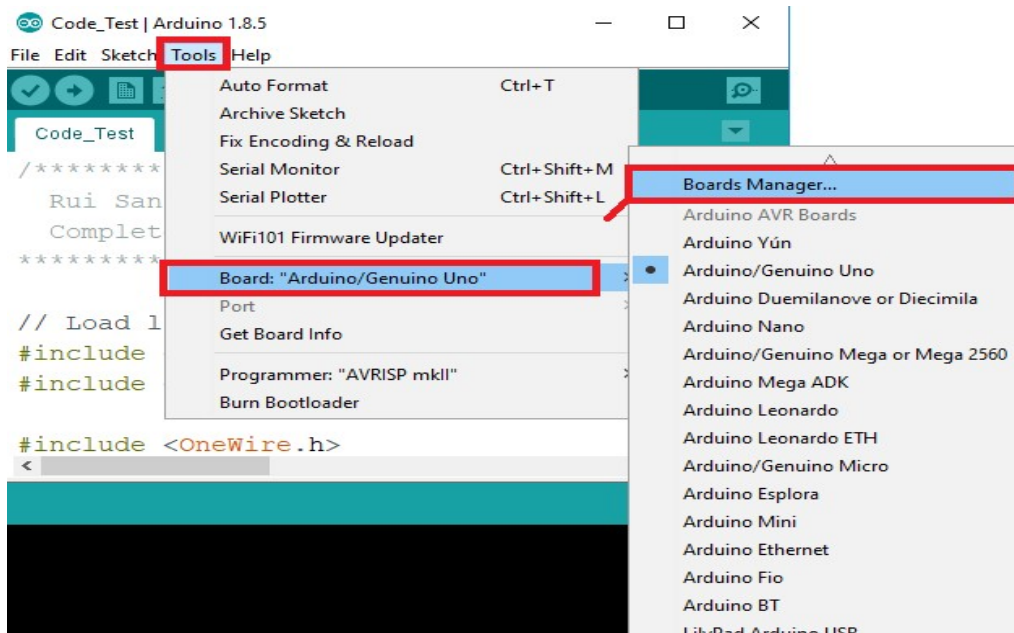 Code_Test | Arduino 1.8.5
File Edit Sketch Tools Help
Auto Format Ctrl+T
Archive Sketch
Fix Encoding & Reload
Serial Monitor Ctrl+Shift+M
Serial Plotter Ctrl+Shift+L
WiFi101 Firmware Updater
Board: "Arduino/Genuino Uno"
Port
Get Board Info
Programmer: "AVRISP mkII"
Burn Bootloader
Code_Test
/********
Rui San
Complet
*********
// Load l
#include
#include
#include <OneWire.h>
Boards Manager...
Arduino AVR Boards
Arduino Yún
Arduino/Genuino Uno
Arduino Duemilanove or Diecimila
Arduino Nano
Arduino/Genuino Mega or Mega 2560
Arduino Mega ADK
Arduino Leonardo
Arduino Leonardo ETH
Arduino/Genuino Micro
Arduino Esplora
Arduino Mini
Arduino Ethernet
Arduino Fio
Arduino BT
LilyPad Arduino USB